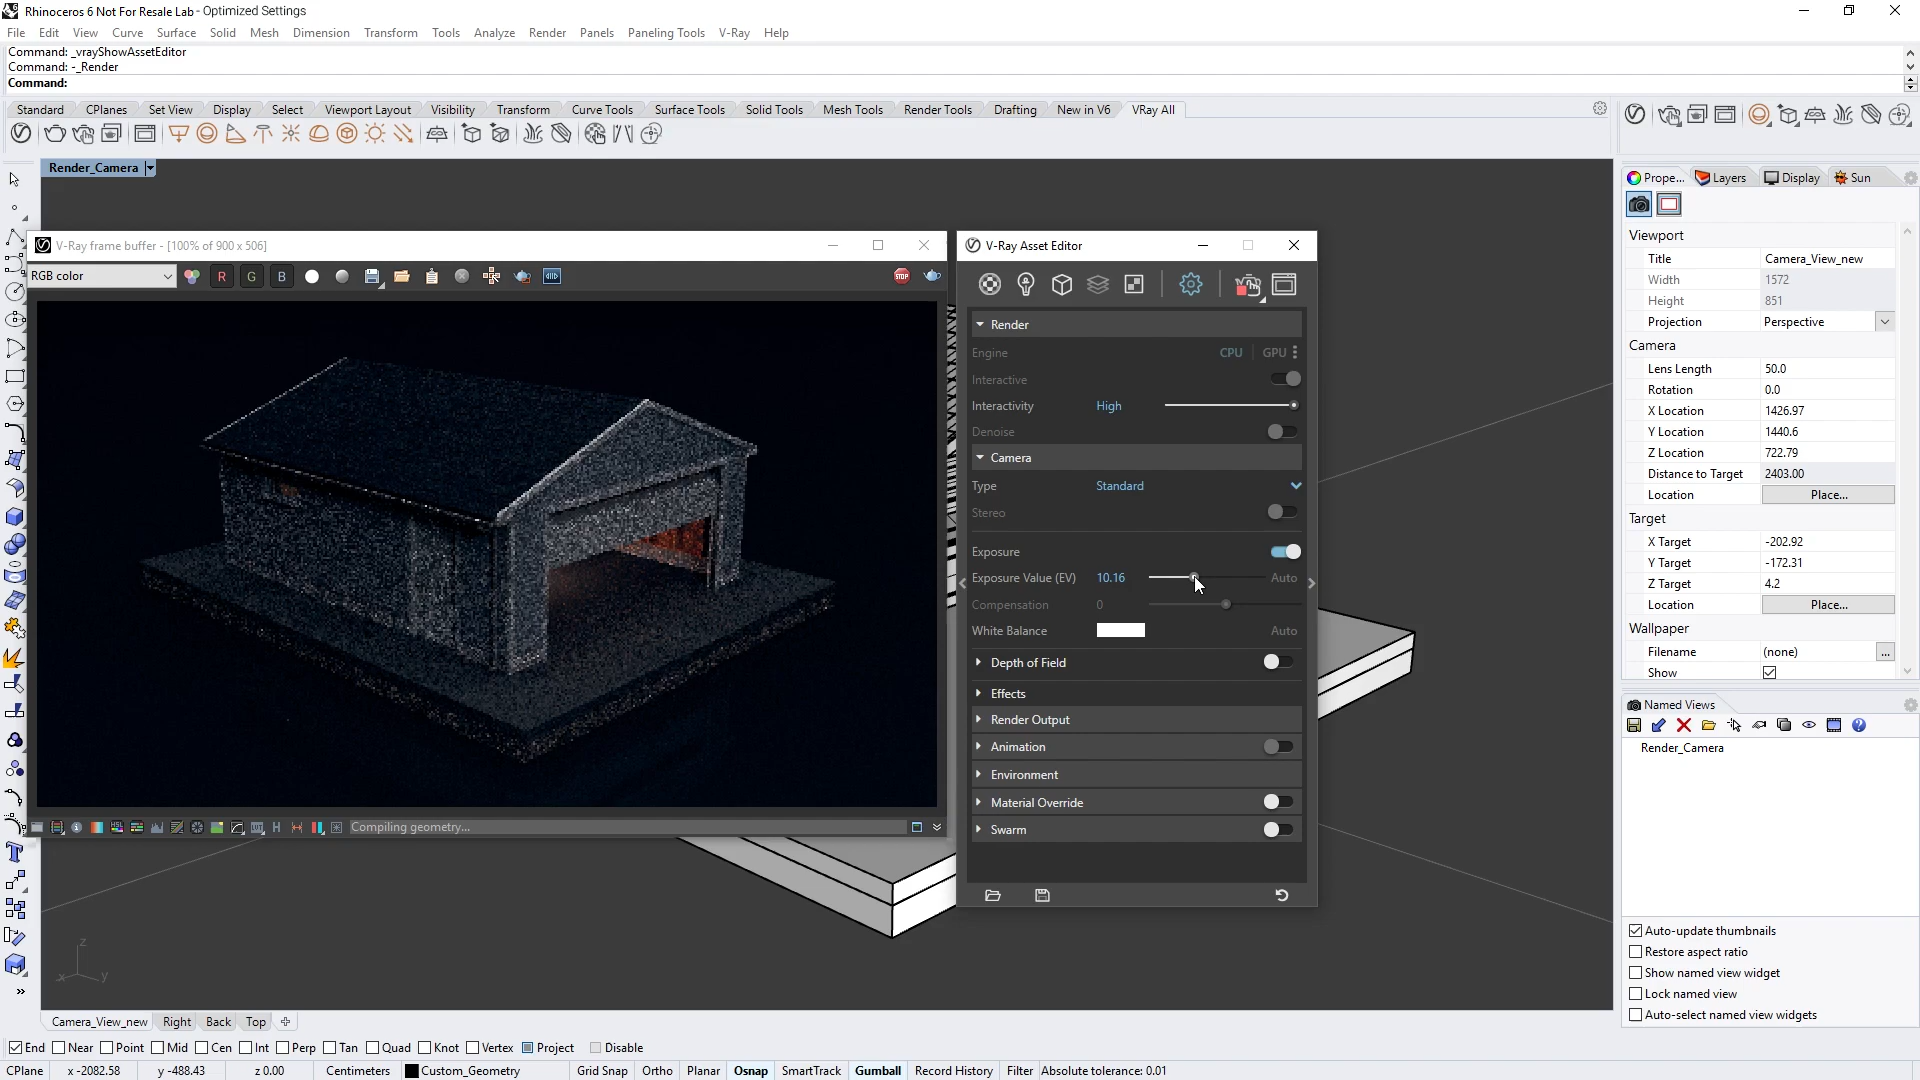 Rhinoceros 6 Not For Resale Lab - Optimized Settings
File Edit View Curve Surface Solid Mesh Dimension Transform Tools Analyze Render Panels Paneling Tools V-Ray Help
Command: _vrayShowAssetEditor
Command: -_Render
Command:
Standard CPlanes Set View Display Select Viewport Layout Visibility Transform Curve Tools Surface Tools Solid Tools Mesh Tools Render Tools Drafting New in V6 VRay All
Render_Camera
V-Ray frame buffer - [100% of 900 x 506]
RGB color R G B STOP
Compiling geometry...
V-Ray Asset Editor
Render
Engine CPU GPU
Interactive
Interactivity High
Denoise
Camera
Type Standard
Stereo
Exposure
Exposure Value (EV) 10.16 Auto
Compensation 0
White Balance Auto
Depth of Field
Effects
Render Output
Animation
Environment
Material Override
Swarm
Prope... Layers Display Sun
Viewport
Title Camera_View_new
Width 1572
Height 851
Projection Perspective
Camera
Lens Length 50.0
Rotation 0.0
X Location 1426.97
Y Location 1440.6
Z Location 722.79
Distance to Target 2403.00
Location Place...
Target
X Target -202.92
Y Target -172.31
Z Target 4.2
Location Place...
Wallpaper
Filename (none) ...
Show
Named Views
Render_Camera
Auto-update thumbnails
Restore aspect ratio
Show named view widget
Lock named view
Auto-select named view widgets
z
x y
Camera_View_new Right Back Top
End Near Point Mid Cen Int Perp Tan Quad Knot Vertex Project Disable
CPlane x -2082.58 y -488.43 z 0.00 Centimeters Custom_Geometry Grid Snap Ortho Planar Osnap SmartTrack Gumball Record History Filter Absolute tolerance: 0.01